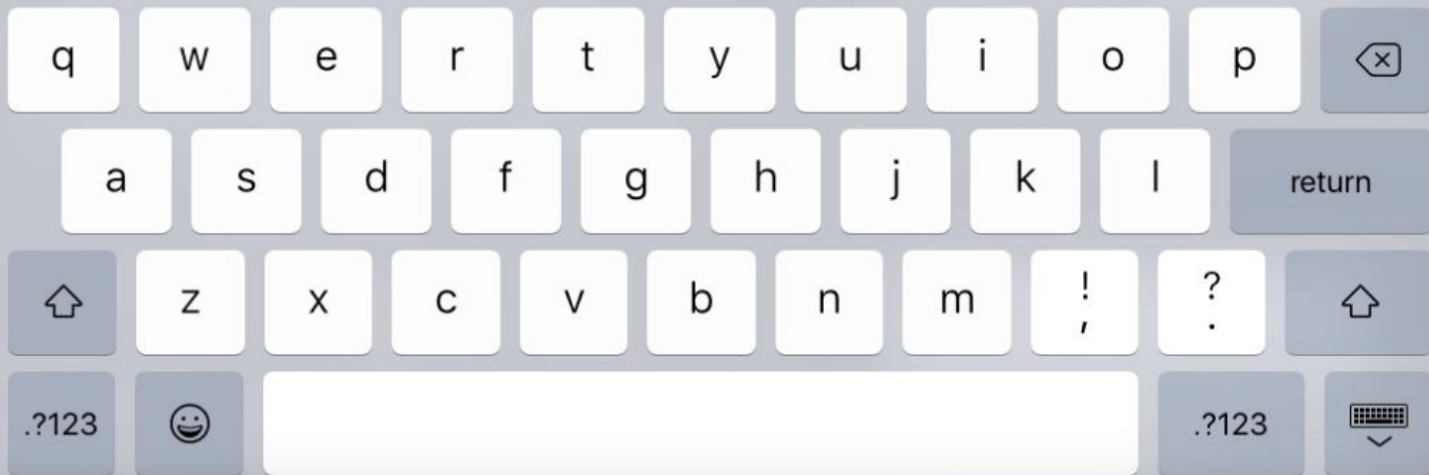 q w e r t y u i o p
a s d f g h j k l return
z x c v b n m ! , ? .
.?123 .?123